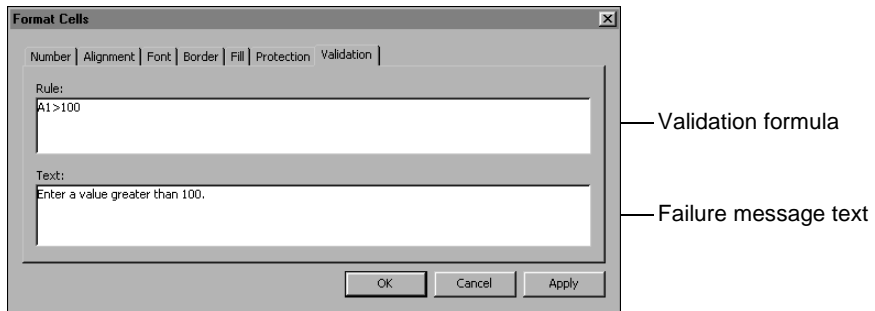 Format Cells
Number Alignment Font Border Fill Protection Validation
Rule:
A1>100
Validation formula
Text:
Enter a value greater than 100.
Failure message text
OK Cancel Apply